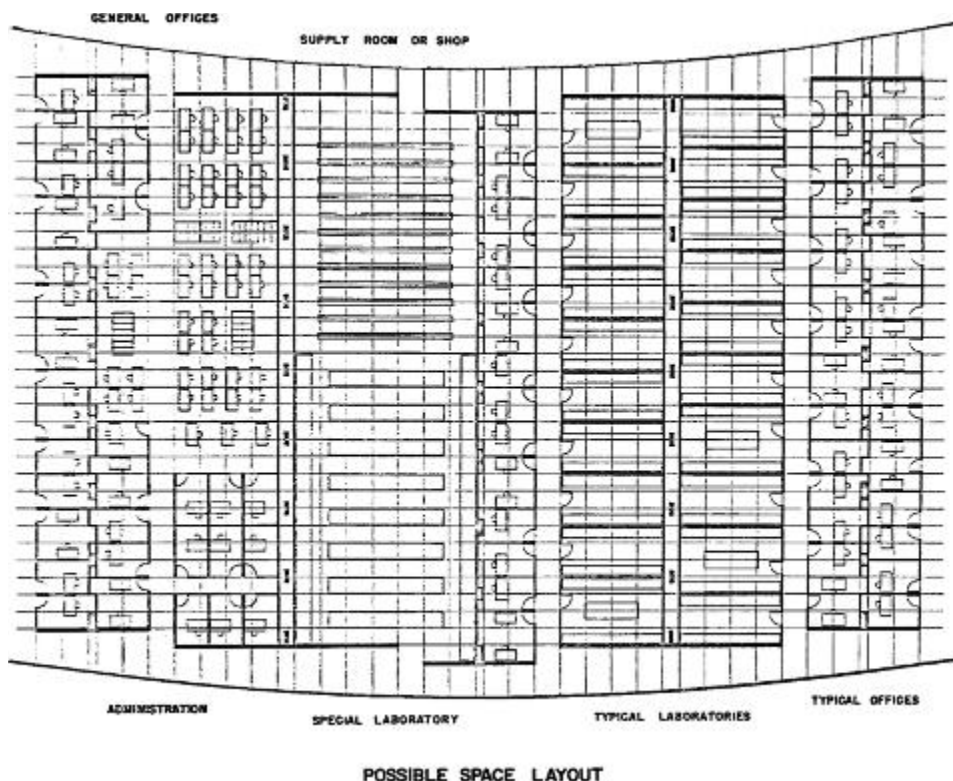 GENERAL OFFICES
SUPPLY ROOM OR SHOP
ADMINISTRATION
SPECIAL LABORATORY
TYPICAL LABORATORIES
TYPICAL OFFICES
POSSIBLE SPACE LAYOUT